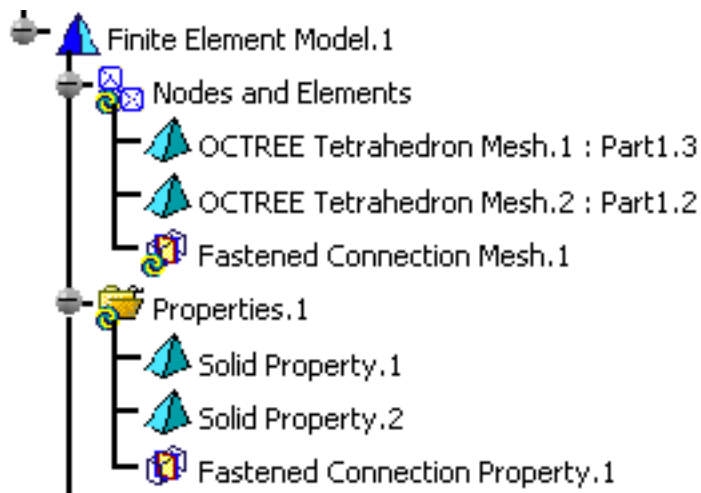 Finite Element Model.1
Nodes and Elements
OCTREE Tetrahedron Mesh.1 : Part1.3
OCTREE Tetrahedron Mesh.2 : Part1.2
Fastened Connection Mesh.1
Properties.1
Solid Property.1
Solid Property.2
Fastened Connection Property.1